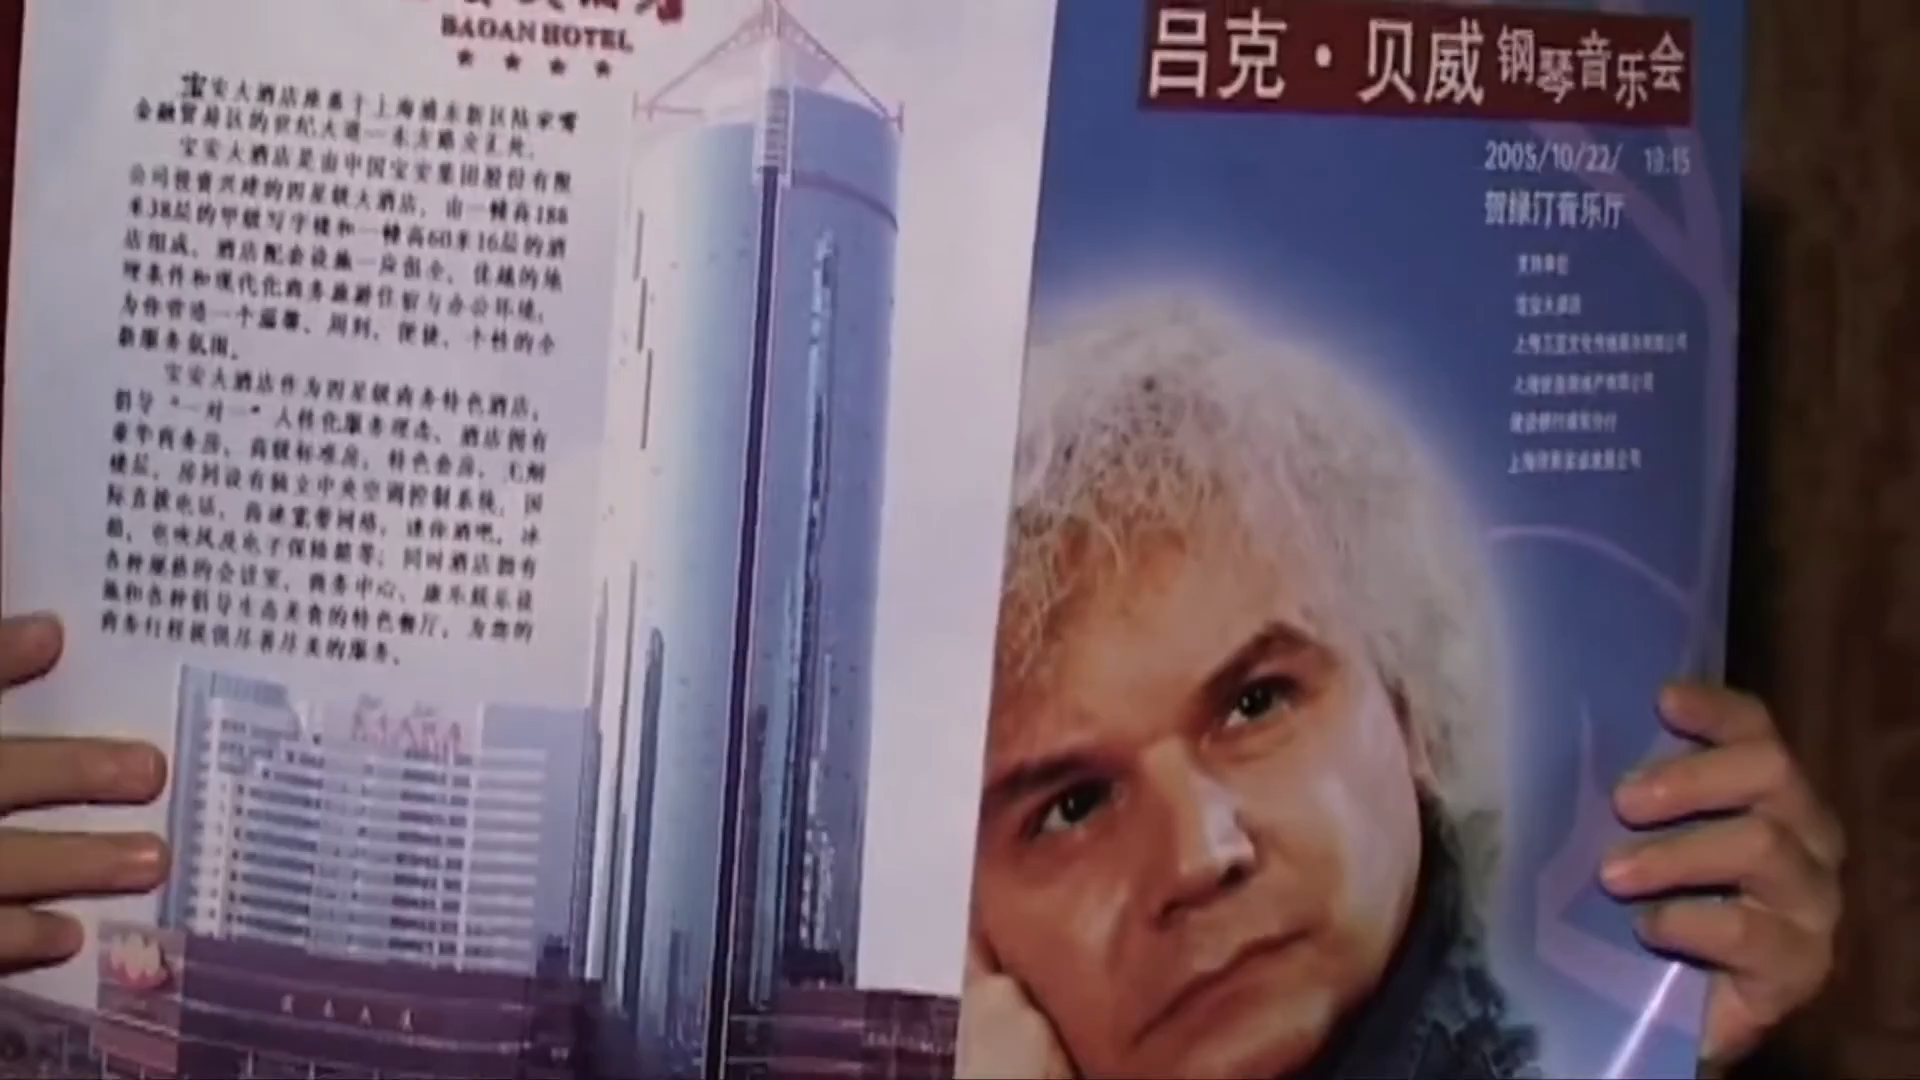 BAOAN HOTEL
宝安大酒店座落于上海浦东新区陆家嘴
金融贸易区的世纪大道—东方路交汇处。
宝安大酒店是由中国宝安集团股份有限
公司投资兴建的四星级大酒店，由一幢高188
米38层的甲级写字楼和一幢高60米16层的酒
店组成。酒店配套设施一应俱全，优越的地
理条件和现代化商务旅游住宿与办公环境，
为你营造一个温馨、周到、便捷、个性的全
新服务氛围。
宝安大酒店作为四星级商务特色酒店，
倡导“一对一”人性化服务理念。酒店拥有
豪华商务房、高级标准房、特色套房、无烟
楼层。房间设有独立中央空调控制系统，国
际直拨电话，高速宽带网络，迷你酒吧，冰
箱，电吹风及电子保险箱等；同时酒店拥有
各种规格的会议室、商务中心、康乐娱乐设
施和各种倡导生态美食的特色餐厅，为您的
商务行程提供尽善尽美的服务。
吕克·贝威钢琴音乐会
2005/10/22/ 19:15
贺绿汀音乐厅
支持单位
宝安大酒店